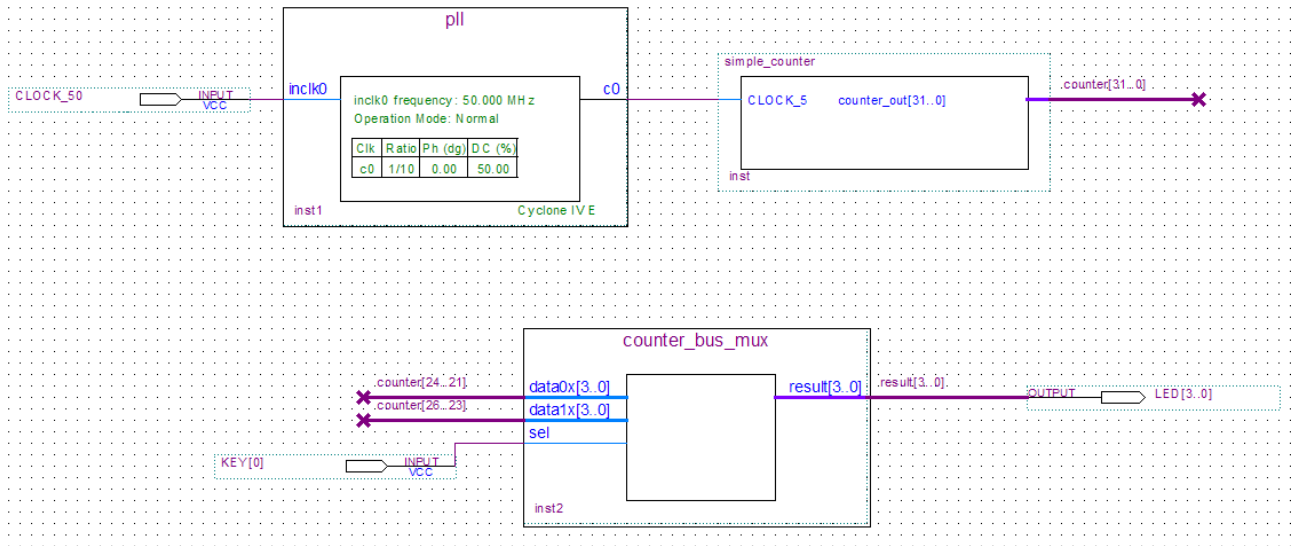 pll
CLOCK_50
INPUT
VCC
inclk0
c0
inclk0 frequency: 50.000 MHz
Operation Mode: Normal
Clk Ratio Ph (dg) DC (%)
c0 1/10 0.00 50.00
inst1
Cyclone IV E
simple_counter
CLOCK_5 counter_out[31..0]
inst
counter[31..0]
counter_bus_mux
counter[24..21]
data0x[3..0]
result[3..0]
result[3..0]
counter[26..23]
data1x[3..0]
sel
OUTPUT
LED[3..0]
KEY[0]
INPUT
VCC
inst2